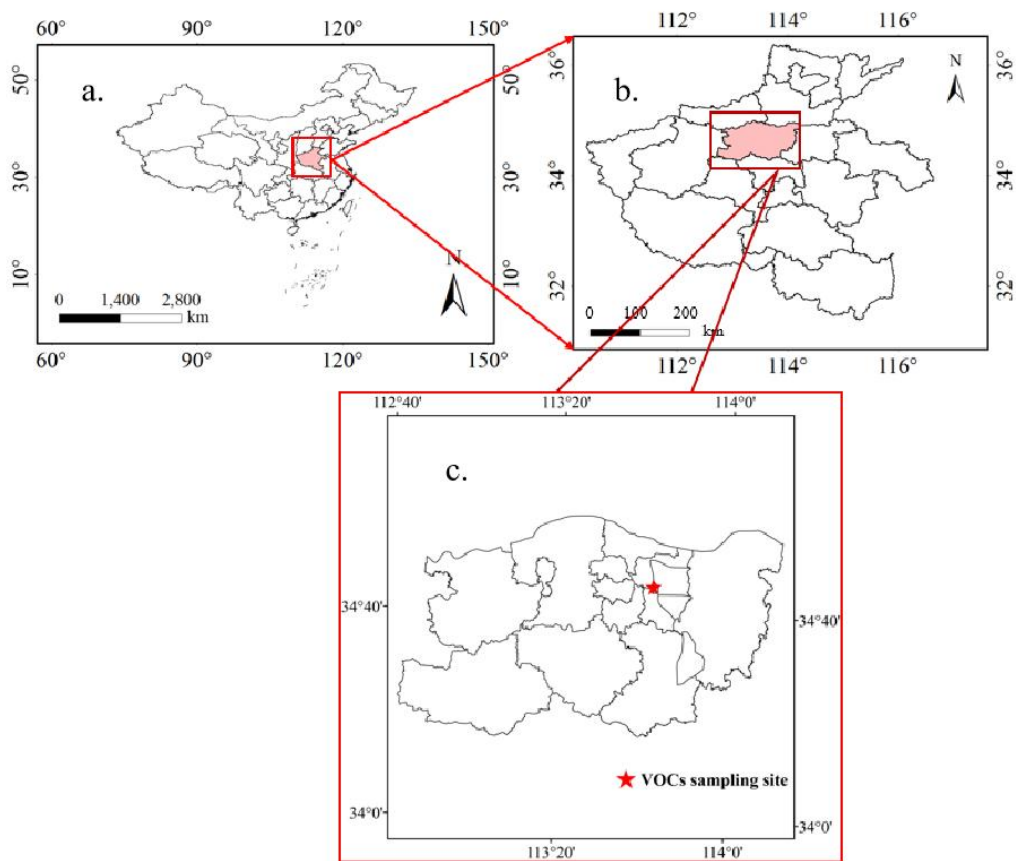 60° 90° 120° 150°
a.
50° 50°
30° 30°
10° 10°
N
0 1,400 2,800
km
60° 90° 120° 150°
112° 114° 116°
b.
N
36° 36°
34° 34°
32° 32°
0 100 200
km
112° 114° 116°
112°40' 113°20' 114°0'
c.
34°40' 34°40'
VOCs sampling site
34°0' 34°0'
113°20' 114°0'